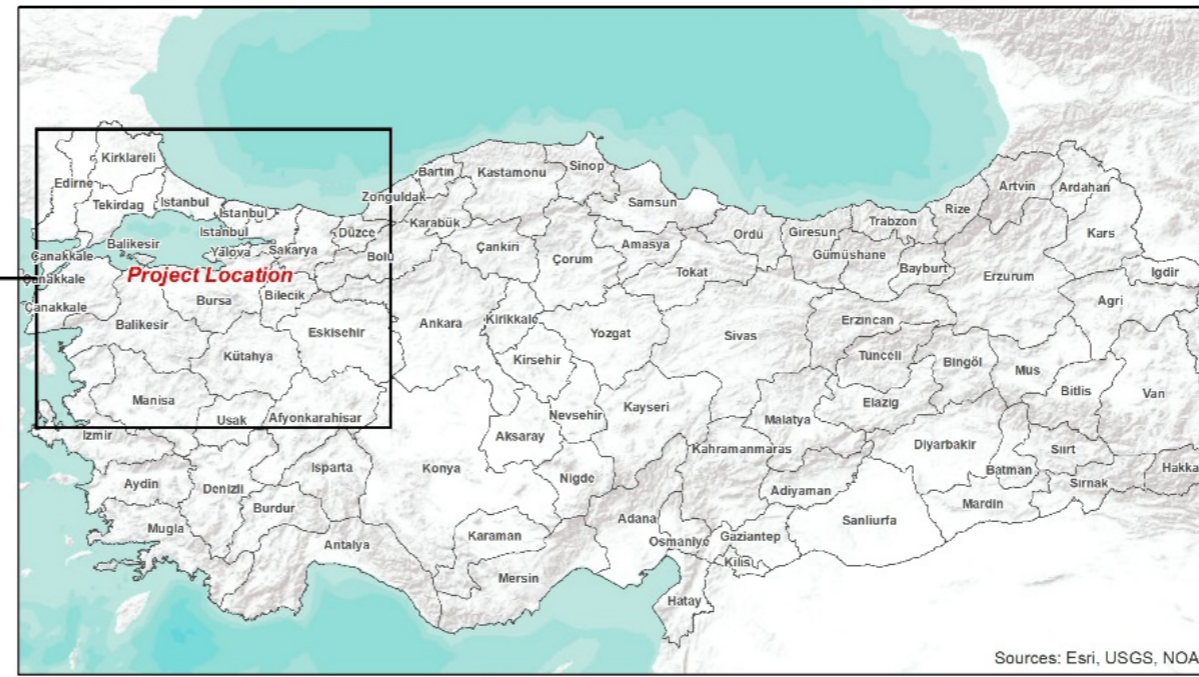 Kirklareli
Edirne
Tekirdag
Istanbul
Istanbul
Istanbul
Balikesir
Yalova
Sakarya
Düzce
Zonguldak
Bartin
Kastamonu
Sinop
Samsun
Karabük
Bolu
Çankiri
Çorum
Amasya
Tokat
Ordu
Giresun
Trabzon
Rize
Artvin
Ardahan
Kars
Gümüshane
Bayburt
Erzurum
Igdir
Agri
Çanakkale
Çanakkale
Çanakkale
Project Location
Bursa
Bilecik
Balikesir
Eskisehir
Kütahya
Ankara
Kirikkale
Kirsehir
Yozgat
Sivas
Erzincan
Tunceli
Bingöl
Mus
Bitlis
Van
Elazig
Malatya
Manisa
Usak
Afyonkarahisar
Izmir
Aksaray
Nevsehir
Kayseri
Kahramanmaras
Diyarbakir
Batman
Siirt
Sirnak
Hakka
Aydin
Denizli
Isparta
Burdur
Konya
Nigde
Adiyaman
Mardin
Sanliurfa
Mugla
Antalya
Karaman
Mersin
Adana
Osmaniye
Gaziantep
Kilis
Hatay
Sources: Esri, USGS, NOA